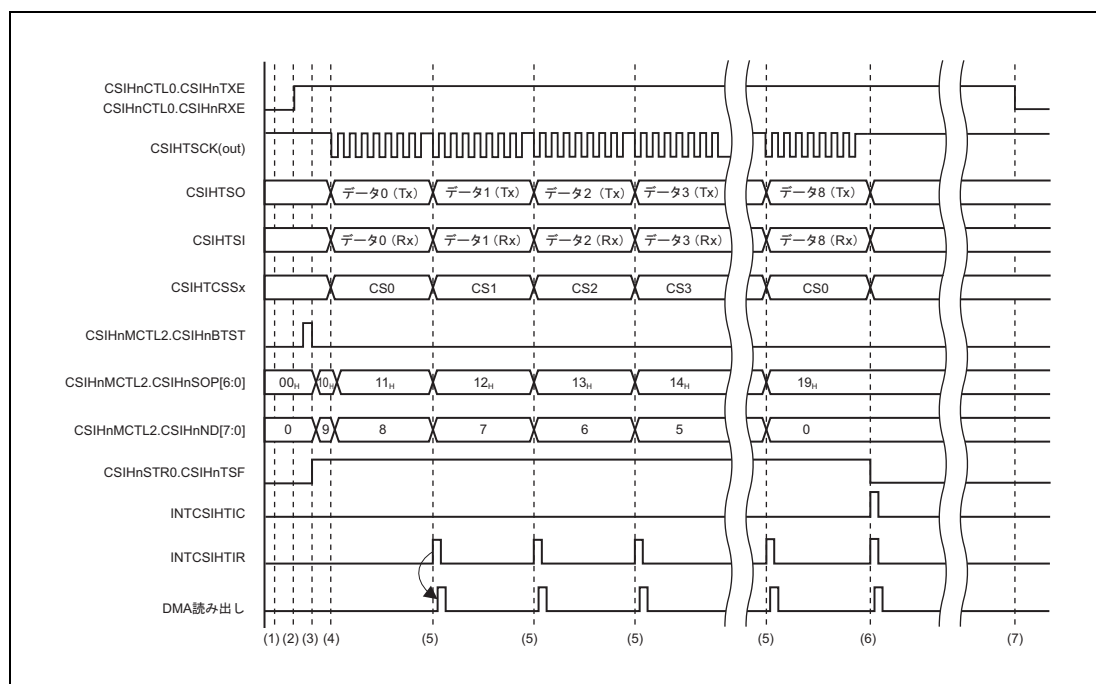 CSIHnCTL0.CSIHnTXE
CSIHnCTL0.CSIHnRXE
CSIHTSCK(out)
CSIHTSO データ0（Tx） データ1（Tx） データ2（Tx） データ3（Tx） データ8（Tx）
CSIHTSI データ0（Rx） データ1（Rx） データ2（Rx） データ3（Rx） データ8（Rx）
CSIHTCSSx CS0 CS1 CS2 CS3 CS0
CSIHnMCTL2.CSIHnBTST
CSIHnMCTL2.CSIHnSOP[6:0] 00H 10H 11H 12H 13H 14H 19H
CSIHnMCTL2.CSIHnND[7:0] 0 9 8 7 6 5 0
CSIHnSTR0.CSIHnTSF
INTCSIHTIC
INTCSIHTIR
DMA読み出し
(1) (2) (3) (4) (5) (5) (5) (5) (6) (7)